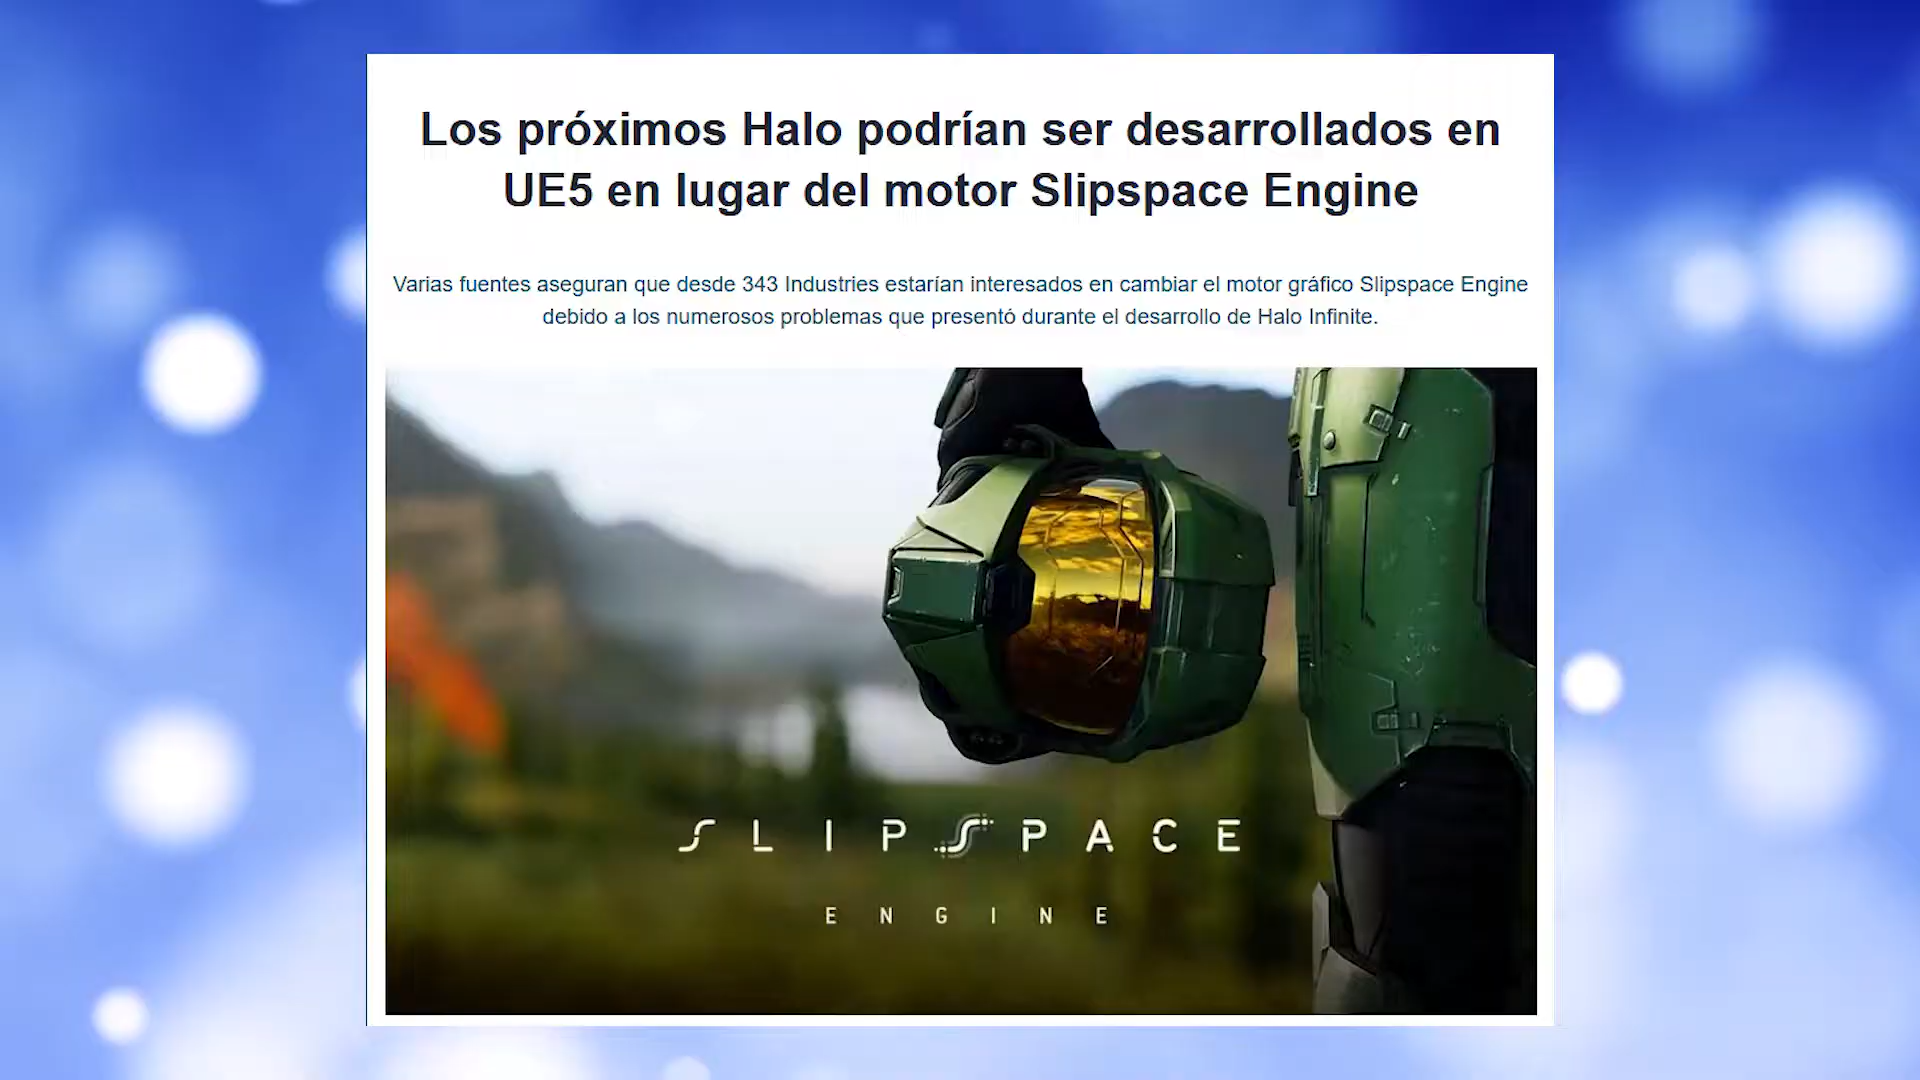 Los próximos Halo podrían ser desarrollados en
UE5 en lugar del motor Slipspace Engine
Varias fuentes aseguran que desde 343 Industries estarían interesados en cambiar el motor gráfico Slipspace Engine
debido a los numerosos problemas que presentó durante el desarrollo de Halo Infinite.
SLIPSPACE
ENGINE